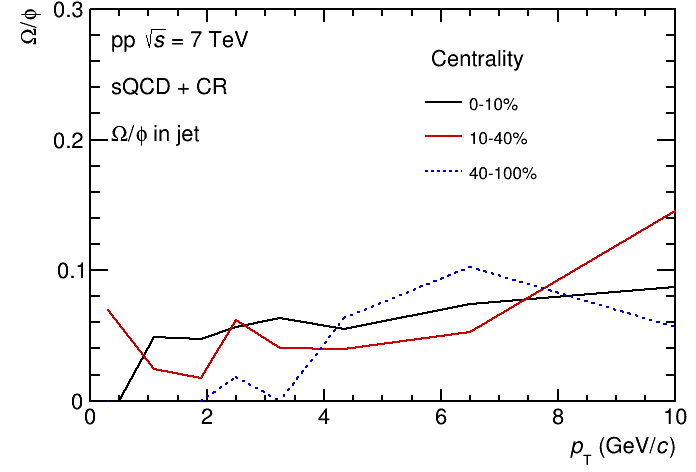 Ω/ϕ
0.3
0.2
0.1
0
pp √s = 7 TeV
sQCD + CR
Ω/ϕ in jet
Centrality
0-10%
10-40%
40-100%
0 2 4 6 8 10
p_T (GeV/c)